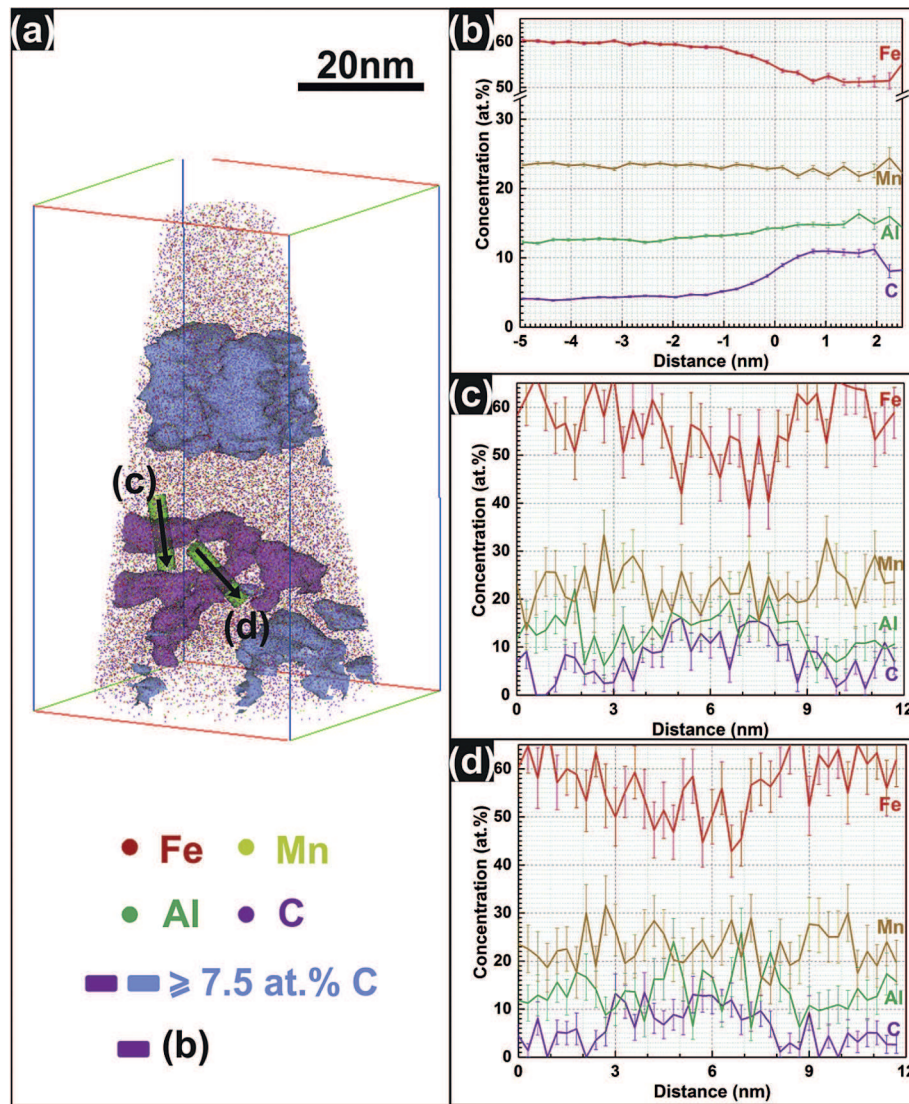 (a)
20nm
(c)
(d)
Fe
Mn
Al
C
⩾ 7.5 at.% C
(b)
(b)
Concentration (at.%)
60
50
30
20
10
0
Fe
Mn
Al
C
-5
-4
-3
-2
-1
0
1
2
Distance (nm)
(c)
Concentration (at.%)
60
50
40
30
20
10
0
Fe
Mn
Al
C
0
3
6
9
12
Distance (nm)
(d)
Concentration (at.%)
60
50
40
30
20
10
0
Fe
Mn
Al
C
0
3
6
9
12
Distance (nm)